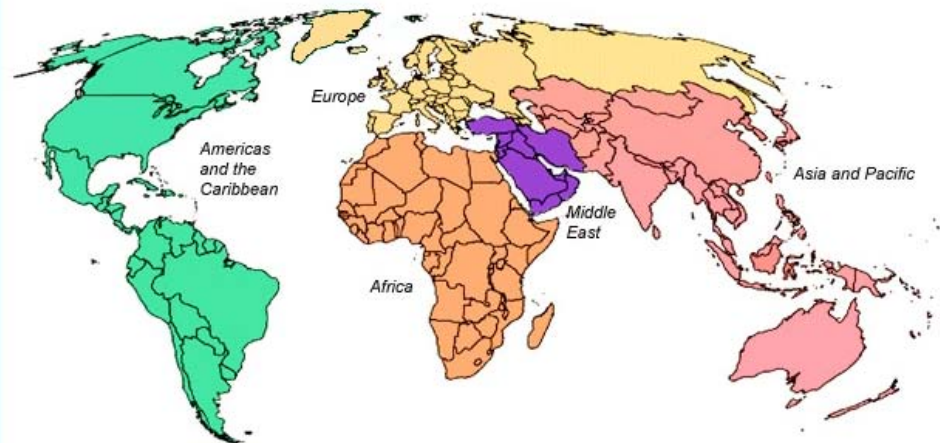 Europe
Americas
and the
Caribbean
Asia and Pacific
Middle
East
Africa